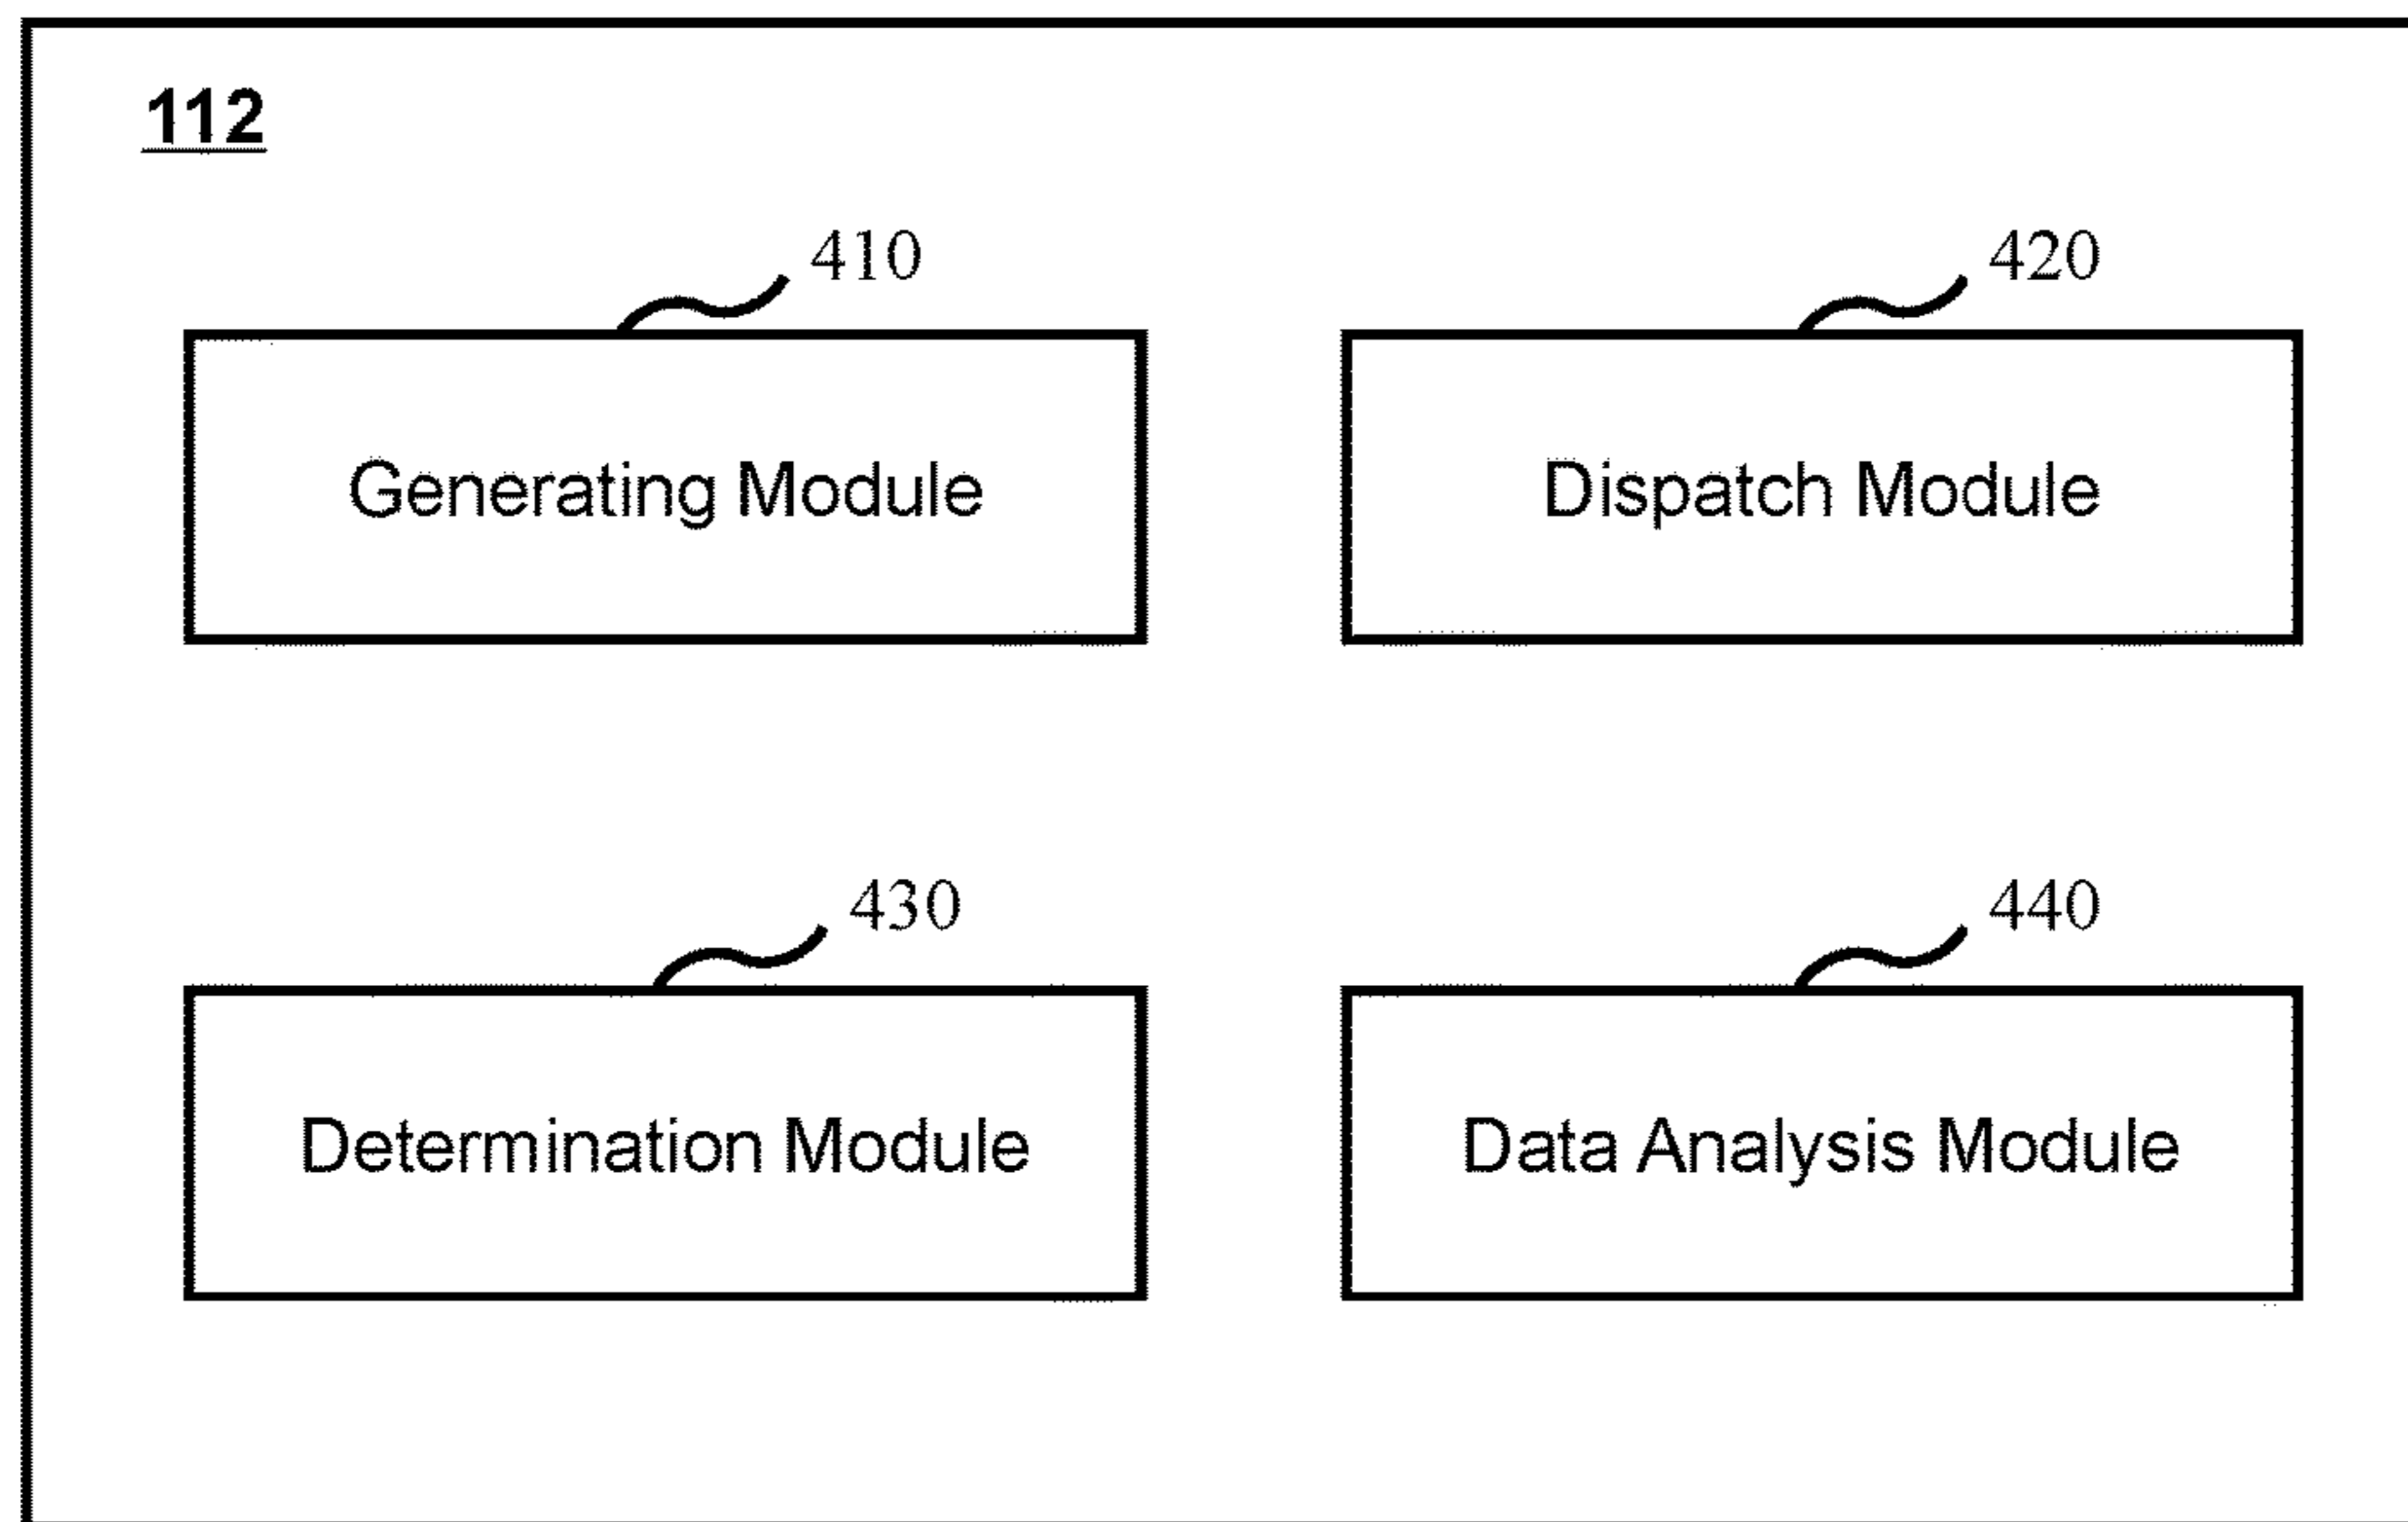 112
410
420
Generating Module
Dispatch Module
430
440
Determination Module
Data Analysis Module